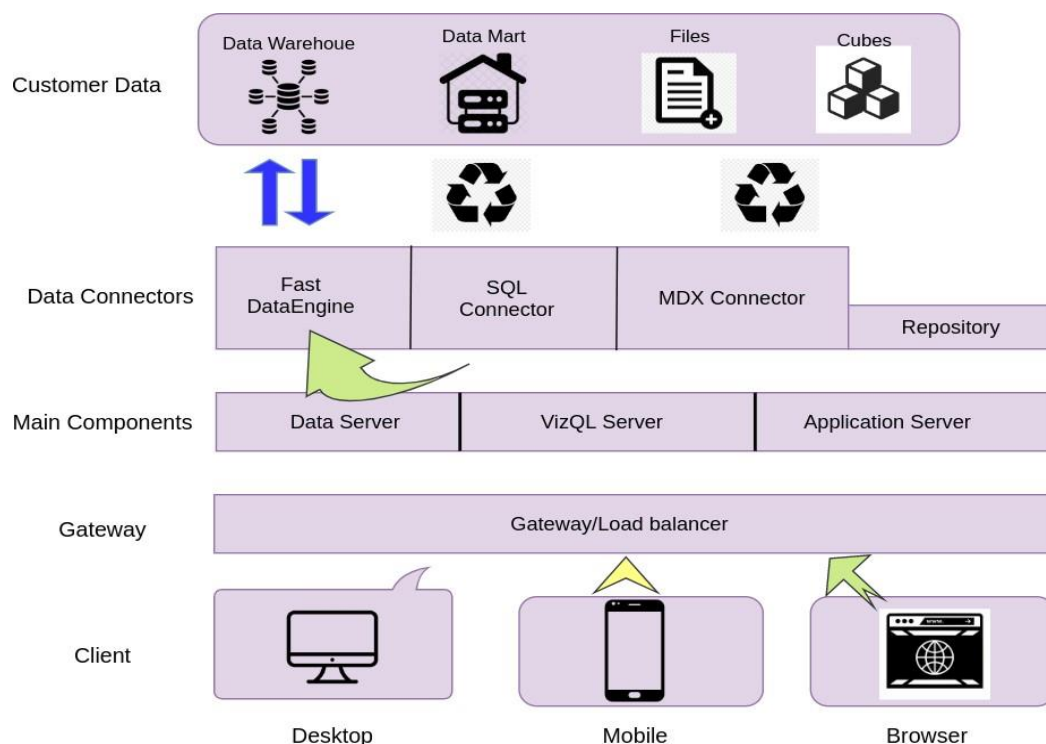 Customer Data
Data Warehoue
Data Mart
Files
Cubes
Data Connectors
Fast
DataEngine
SQL
Connector
MDX Connector
Repository
Main Components
Data Server
VizQL Server
Application Server
Gateway
Gateway/Load balancer
Client
www.
Desktop
Mobile
Browser